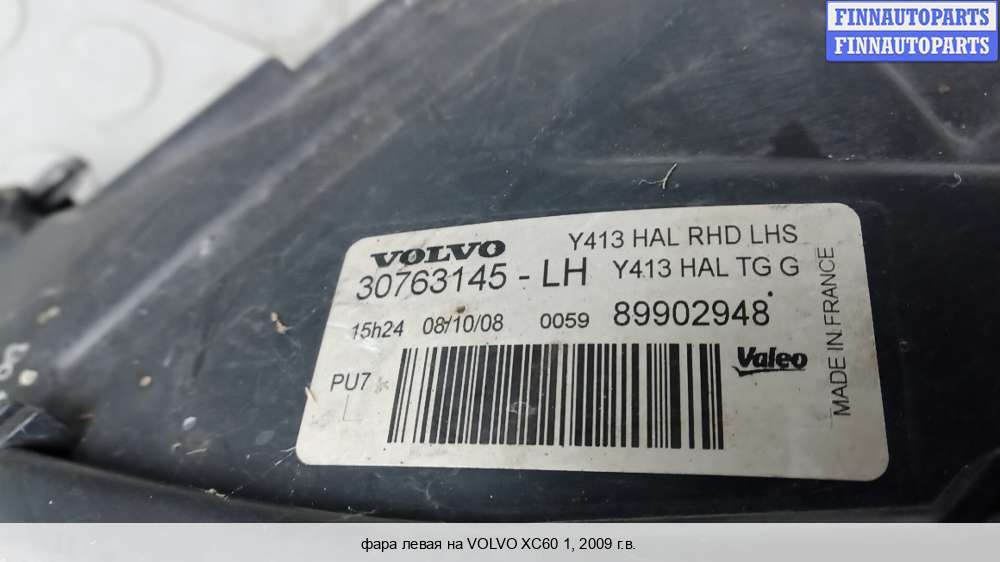 FINNAUTOPARTS
FINNAUTOPARTS
VOLVO Y413 HAL RHD LHS
30763145 - LH Y413 HAL TG G
15h24 08/10/08 0059 89902948
PU7
L
Valeo
MADE IN FRANCE
фара левая на VOLVO XC60 1, 2009 г.в.